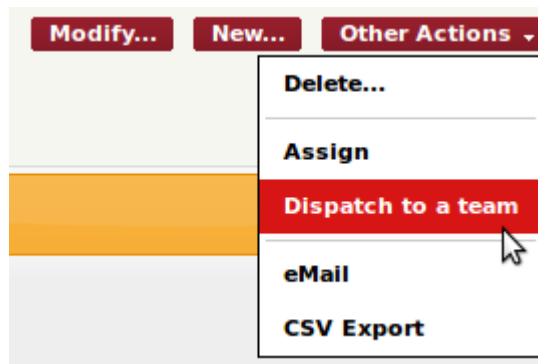 Modify... New... Other Actions
Delete...
Assign
Dispatch to a team
eMail
CSV Export